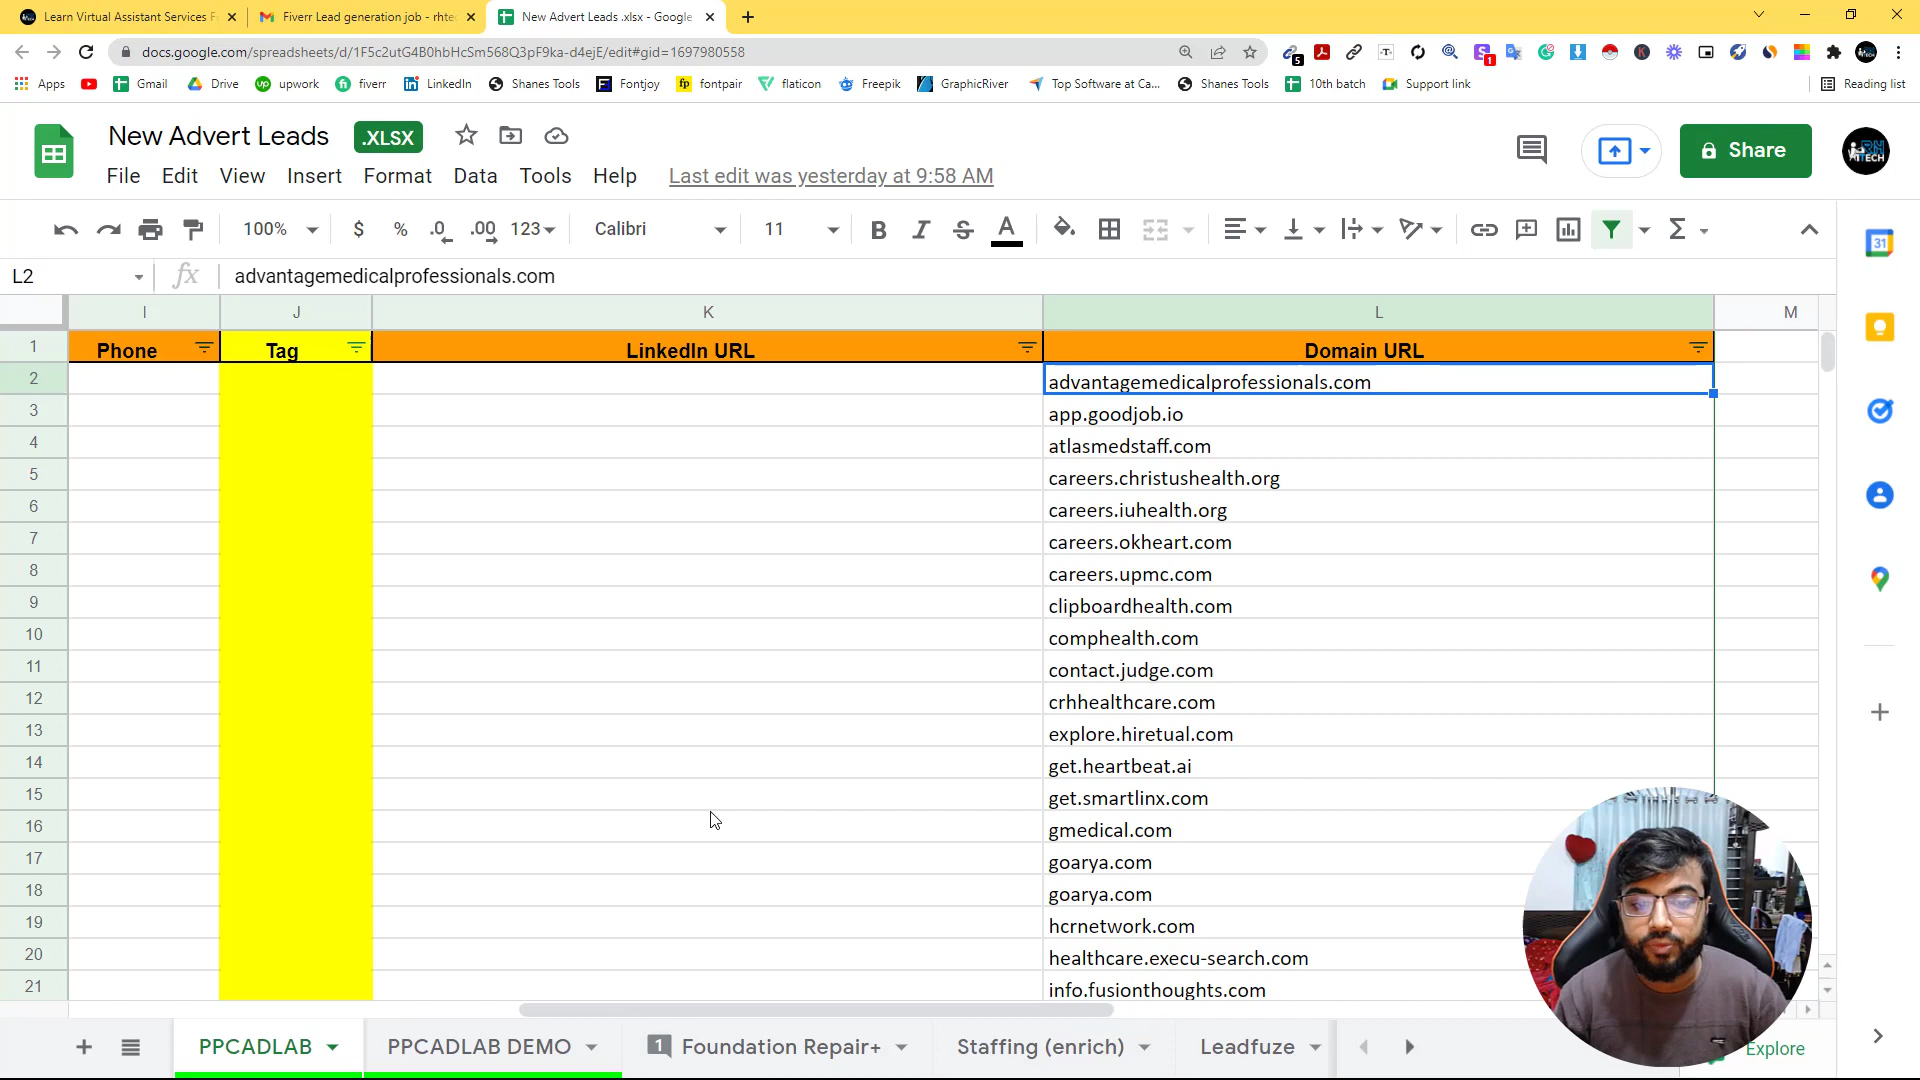 Learn Virtual Assistant Services F
Fiverr Lead generation job - rhtec
New Advert Leads .xlsx - Google
docs.google.com/spreadsheets/d/1F5c2utG4B0hbHcSm568Q3pF9ka-d4ejE/edit#gid=1697980558
Apps Gmail Drive upwork fiverr LinkedIn Shanes Tools Fontjoy fontpair flaticon Freepik GraphicRiver Top Software at Ca... Shanes Tools 10th batch Support link Reading list
New Advert Leads .XLSX
Share
File Edit View Insert Format Data Tools Help Last edit was yesterday at 9:58 AM
100% $ % .0 .00 123 Calibri 11 B I S A
L2 fx advantagemedicalprofessionals.com
I J K L M
1 Phone Tag LinkedIn URL Domain URL
2 advantagemedicalprofessionals.com
3 app.goodjob.io
4 atlasmedstaff.com
5 careers.christushealth.org
6 careers.iuhealth.org
7 careers.okheart.com
8 careers.upmc.com
9 clipboardhealth.com
10 comphealth.com
11 contact.judge.com
12 crhhealthcare.com
13 explore.hiretual.com
14 get.heartbeat.ai
15 get.smartlinx.com
16 gmedical.com
17 goarya.com
18 goarya.com
19 hcrnetwork.com
20 healthcare.execu-search.com
21 info.fusionthoughts.com
PPCADLAB PPCADLAB DEMO 1 Foundation Repair+ Staffing (enrich) Leadfuze Explore